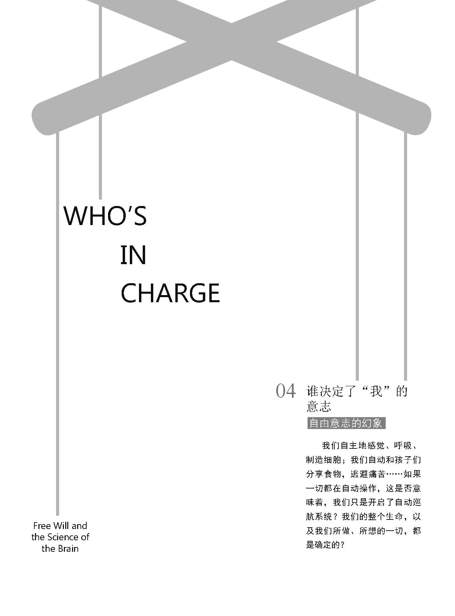 WHO'S
IN
CHARGE
04 谁决定了“我”的
意志
自由意志的幻象
我们自主地感觉、呼吸、
制造细胞；我们自动和孩子们
分享食物，逃避痛苦……如果
一切都在自动操作，这是否意
味着，我们只是开启了自动巡
航系统？我们的整个生命，以
及我们所做、所想的一切，都
是确定的？
Free Will and
the Science of
the Brain